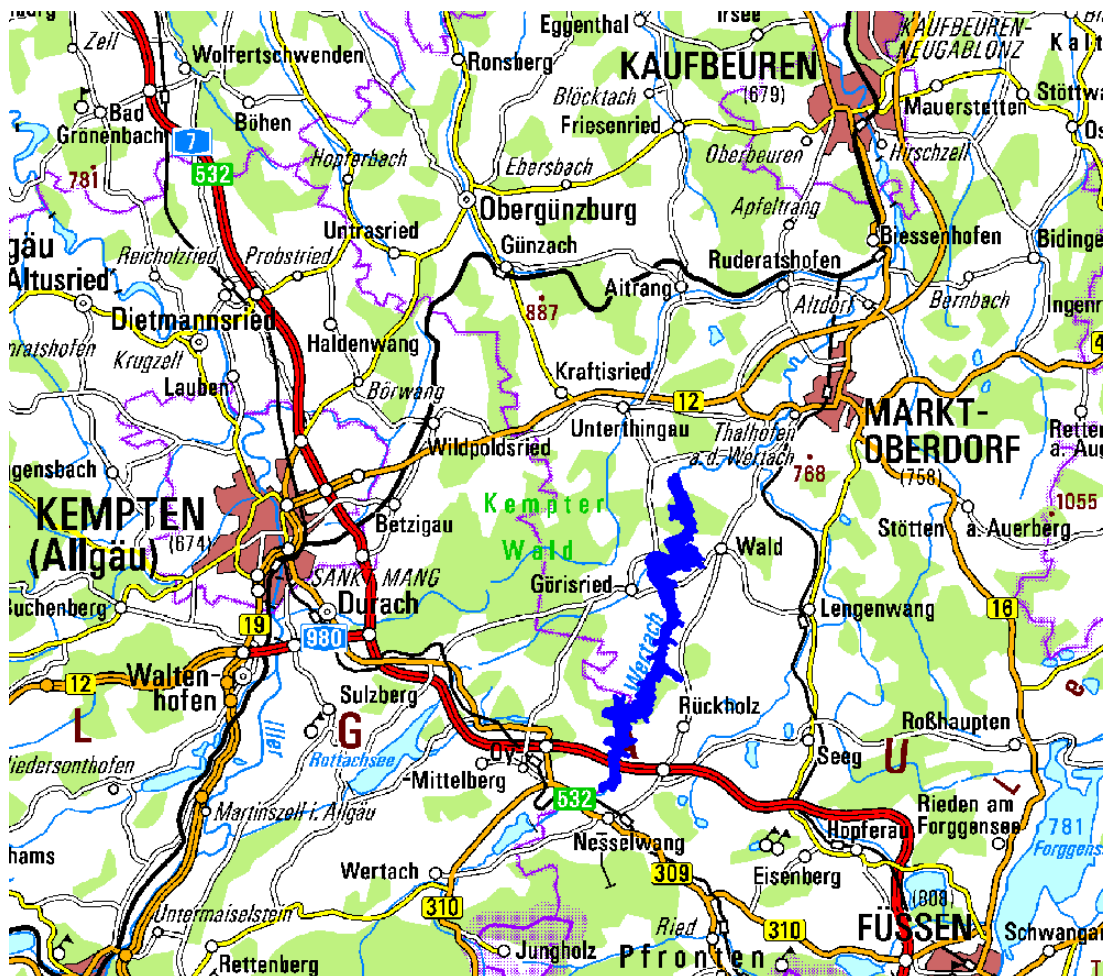 Zell
Wolfertschwenden
Eggenthal
Irsee
KAUFBEUREN-
NEUGABLONZ
Ronsberg
KAUFBEUREN
(679)
Blöcktach
Mauerstetten
Bad
Grönenbach
Böhen
Friesenried
7
532
Hopferbach
Ebersbach
Oberbeuren
Hirschzell
781
Obergünzburg
Apfeltrang
Untrasried
Günzach
Biessenhofen
Reicholzried
Probstried
Ruderatshofen
Altusried
Aitrang
Altdorf
Bernbach
887
Dietmannsried
Haldenwang
Krugzell
Kraftisried
Lauben
Börwang
12
MARKT-
OBERDORF
(758)
Unterthingau
Thalhofen
a. d. Wertach
Wildpoldsried
768
KEMPTEN
(Allgäu)
(674)
Kempter
Wald
Betzigau
1055
Stötten
a. Auerberg
Wald
SANKT MANG
Görisried
Durach
Lengenwang
19
980
16
Wertach
12
Walten-
hofen
Sulzberg
Rückholz
L
G
A
U
e
L
Iller
Rottachsee
Roßhaupten
Oy
-Mittelberg
Seeg
532
Martinszell i. Allgäu
Rieden am
Forggensee
781
Hopferau
Nesselwang
Wertach
309
Eisenberg
310
(808)
FÜSSEN
Untermaiselstein
310
Ried
Jungholz
Pfronten
Rettenberg